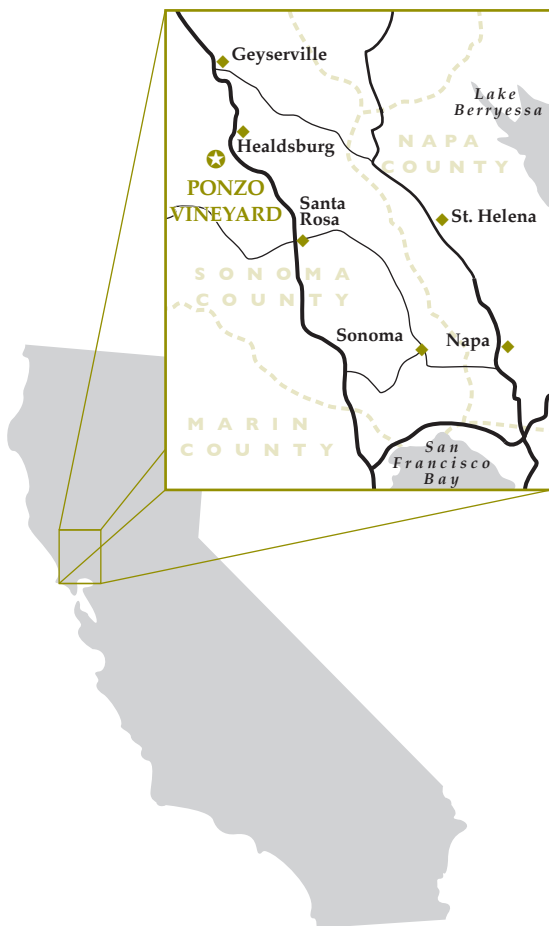 Geyserville
Lake
Berryessa
Healdsburg
NAPA
COUNTY
PONZO
VINEYARD
Santa
Rosa
St. Helena
SONOMA
COUNTY
Sonoma
Napa
MARIN
COUNTY
San
Francisco
Bay